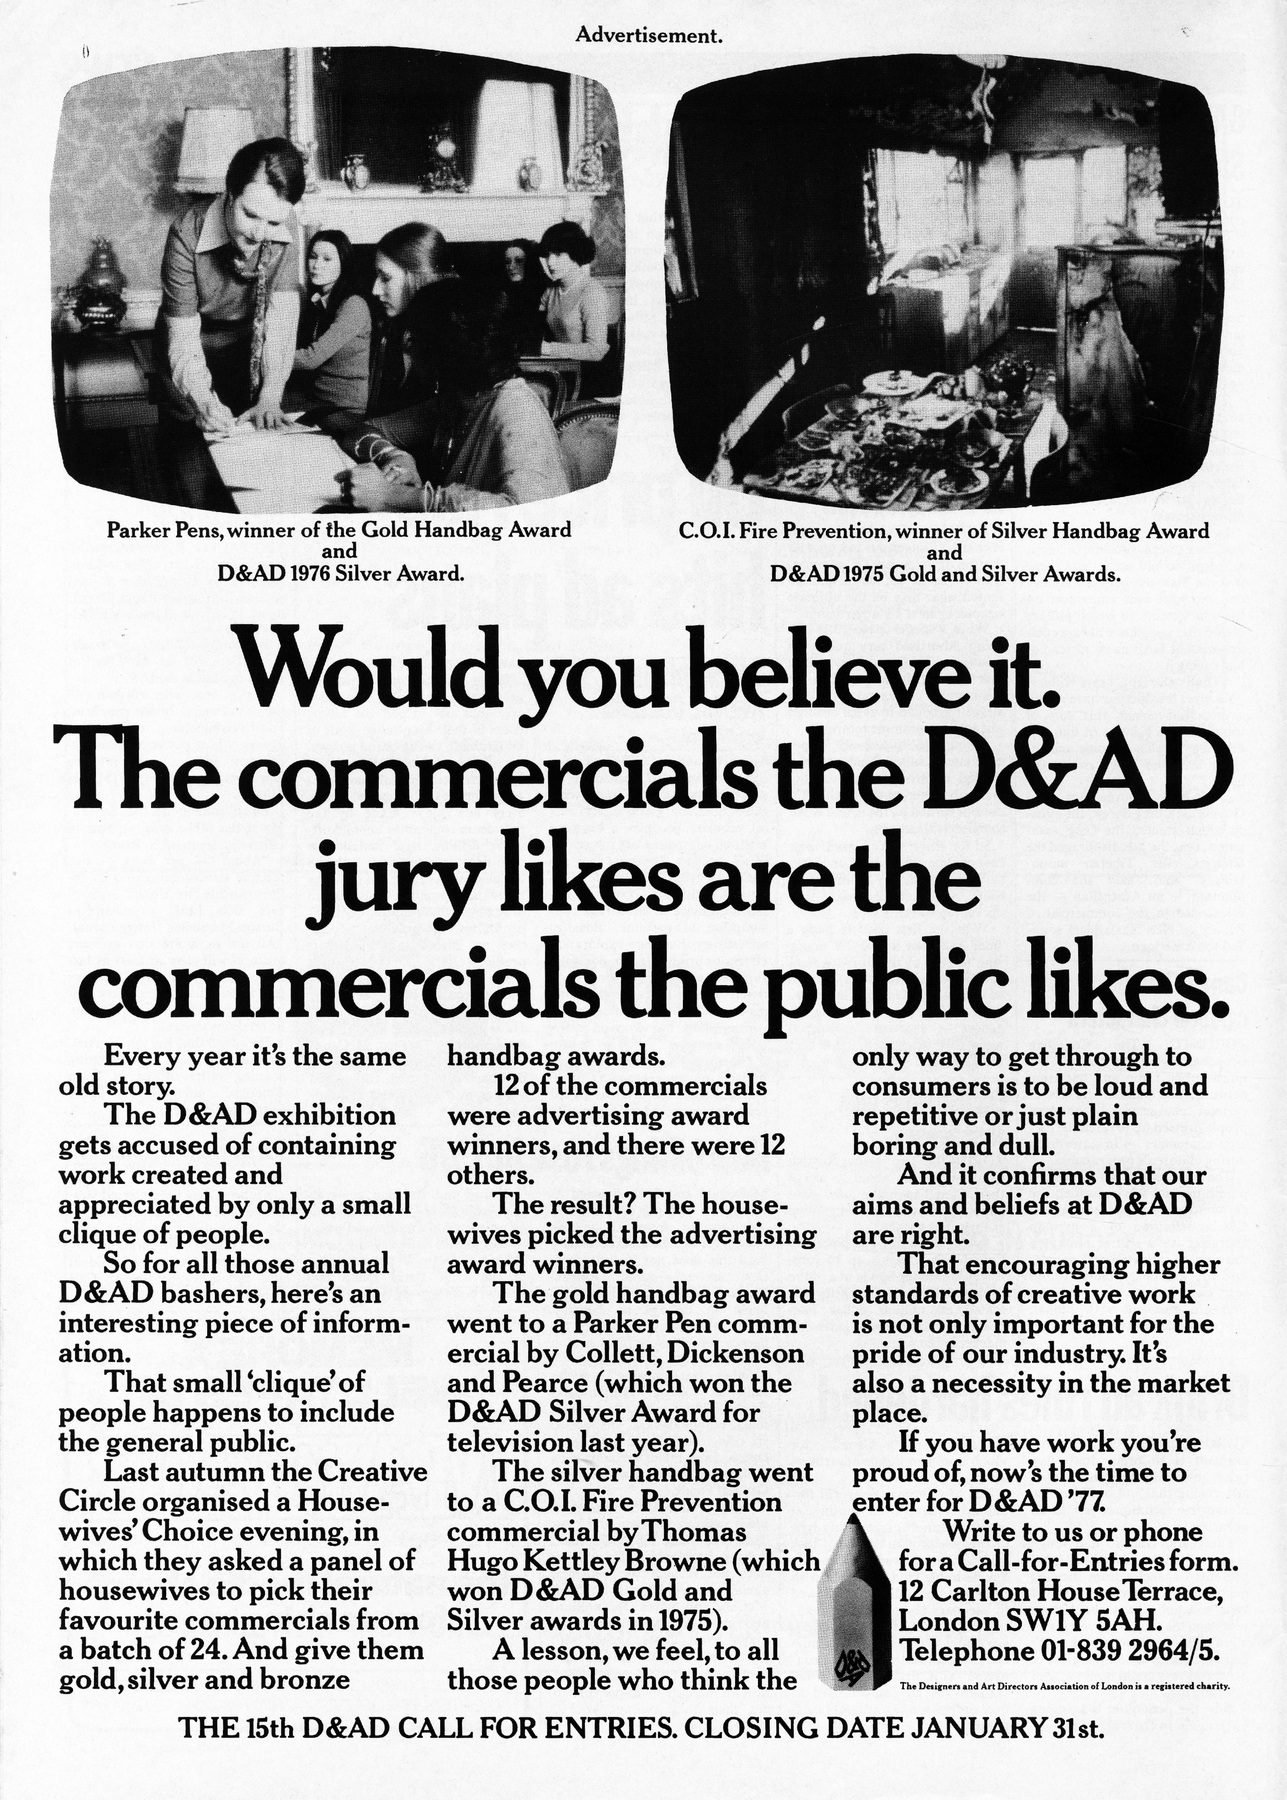 Advertisement.
Parker Pens, winner of the Gold Handbag Award
and
D&AD 1976 Silver Award.
C.O.I. Fire Prevention, winner of Silver Handbag Award
and
D&AD 1975 Gold and Silver Awards.
Would you believe it.
The commercials the D&AD
jury likes are the
commercials the public likes.
Every year it's the same
old story.
The D&AD exhibition
gets accused of containing
work created and
appreciated by only a small
clique of people.
So for all those annual
D&AD bashers, here's an
interesting piece of inform-
ation.
That small 'clique' of
people happens to include
the general public.
Last autumn the Creative
Circle organised a House-
wives' Choice evening, in
which they asked a panel of
housewives to pick their
favourite commercials from
a batch of 24. And give them
gold, silver and bronze
handbag awards.
12 of the commercials
were advertising award
winners, and there were 12
others.
The result? The house-
wives picked the advertising
award winners.
The gold handbag award
went to a Parker Pen comm-
ercial by Collett, Dickenson
and Pearce (which won the
D&AD Silver Award for
television last year).
The silver handbag went
to a C.O.I. Fire Prevention
commercial by Thomas
Hugo Kettley Browne (which
won D&AD Gold and
Silver awards in 1975).
A lesson, we feel, to all
those people who think the
only way to get through to
consumers is to be loud and
repetitive or just plain
boring and dull.
And it confirms that our
aims and beliefs at D&AD
are right.
That encouraging higher
standards of creative work
is not only important for the
pride of our industry. It's
also a necessity in the market
place.
If you have work you're
proud of, now's the time to
enter for D&AD '77.
Write to us or phone
for a Call-for-Entries form.
12 Carlton House Terrace,
London SW1Y 5AH.
Telephone 01-839 2964/5.
D&AD
The Designers and Art Directors Association of London is a registered charity.
THE 15th D&AD CALL FOR ENTRIES. CLOSING DATE JANUARY 31st.